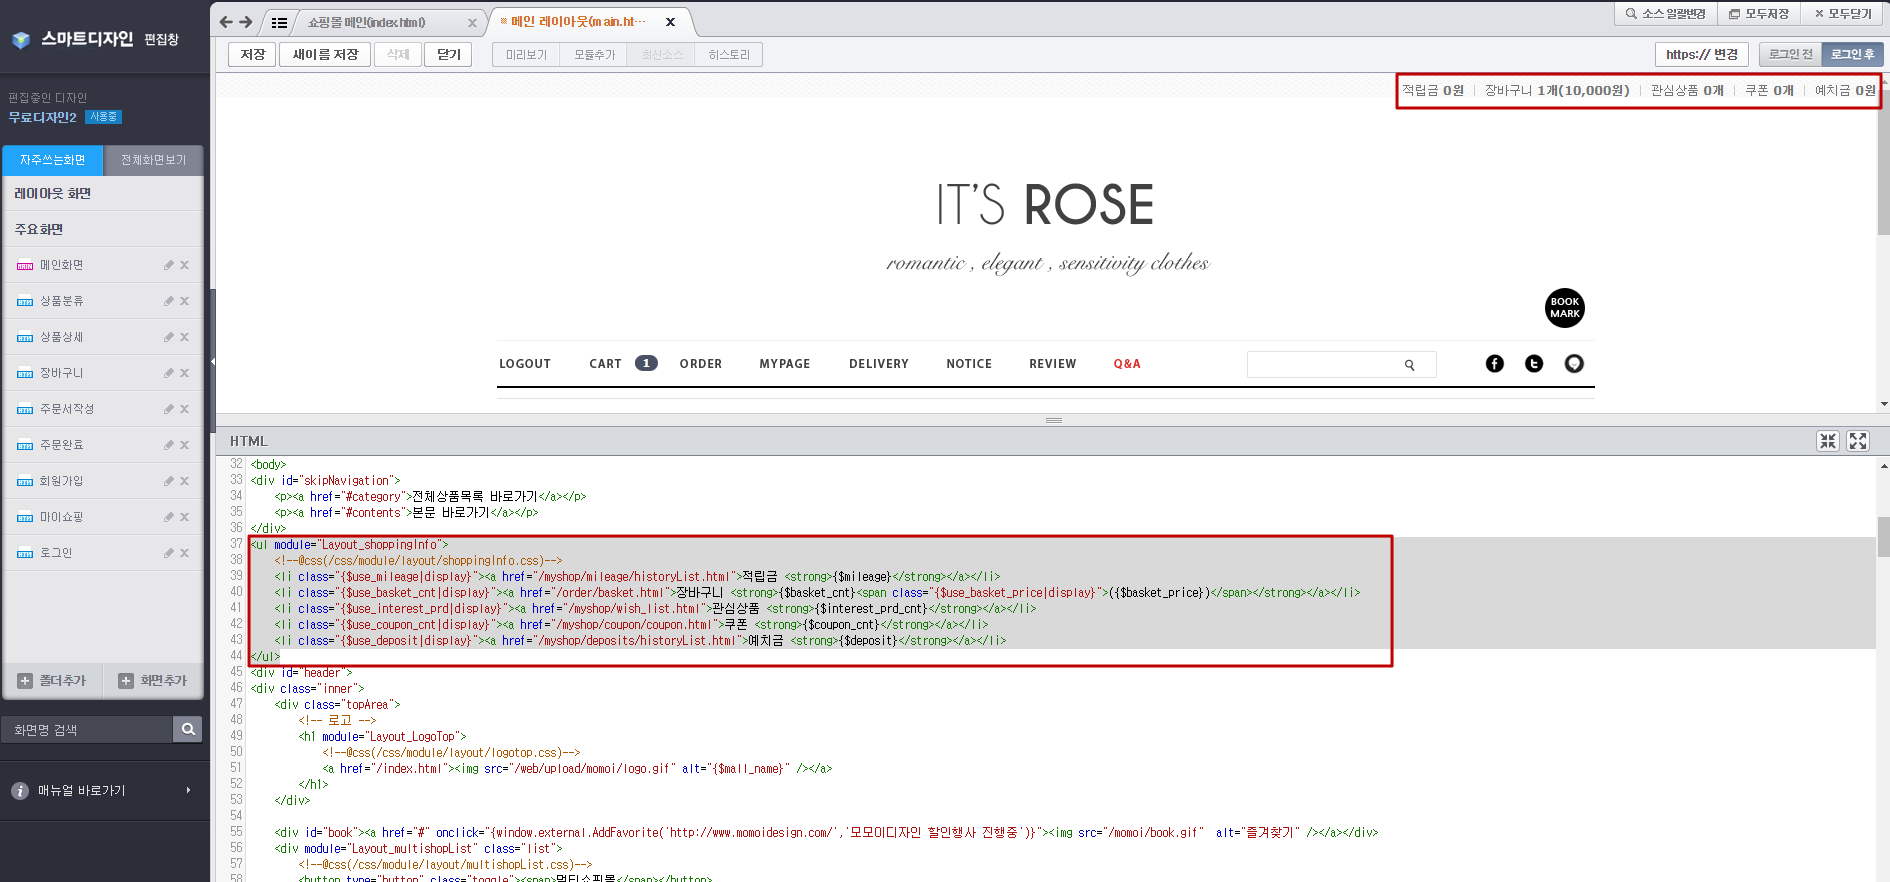 스마트디자인 편집창
편집중인 디자인
무료디자인2 사용중
자주쓰는화면 전체화면보기
레이아웃 화면
주요화면
메인화면
상품분류
상품상세
장바구니
주문서작성
주문완료
회원가입
마이쇼핑
로그인
폴더추가 화면추가
화면명 검색
매뉴얼 바로가기
쇼핑몰 메인(index.html)
메인 레이아웃(main.ht···
소스 일괄변경 모두저장 모두닫기
저장 새이름 저장 삭제 닫기 미리보기 모듈추가 최신소스 히스토리
https:// 변경 로그인 전 로그인 후
적립금 0원 장바구니 1개(10,000원) 관심상품 0개 쿠폰 0개 예치금 0원
IT'S ROSE
romantic , elegant , sensitivity clothes
BOOK
MARK
LOGOUT CART 1 ORDER MYPAGE DELIVERY NOTICE REVIEW Q&A
HTML
32 <body>
33 <div id="skipNavigation">
34 <p><a href="#category">전체상품목록 바로가기</a></p>
35 <p><a href="#contents">본문 바로가기</a></p>
36 </div>
37 <ul module="Layout_shoppingInfo">
38 <!--@css(/css/module/layout/shoppingInfo.css)-->
39 <li class="{$use_mileage|display}"><a href="/myshop/mileage/historyList.html">적립금 <strong>{$mileage}</strong></a></li>
40 <li class="{$use_basket_cnt|display}"><a href="/order/basket.html">장바구니 <strong>{$basket_cnt}<span class="{$use_basket_price|display}">({$basket_price})</span></strong></a></li>
41 <li class="{$use_interest_prd|display}"><a href="/myshop/wish_list.html">관심상품 <strong>{$interest_prd_cnt}</strong></a></li>
42 <li class="{$use_coupon_cnt|display}"><a href="/myshop/coupon/coupon.html">쿠폰 <strong>{$coupon_cnt}</strong></a></li>
43 <li class="{$use_deposit|display}"><a href="/myshop/deposits/historyList.html">예치금 <strong>{$deposit}</strong></a></li>
44 </ul>
45 <div id="header">
46 <div class="inner">
47 <div class="topArea">
48 <!-- 로고 -->
49 <h1 module="Layout_LogoTop">
50 <!--@css(/css/module/layout/logotop.css)-->
51 <a href="/index.html"><img src="/web/upload/momoi/logo.gif" alt="{$mall_name}" /></a>
52 </h1>
53 </div>
54
55 <div id="book"><a href="#" onclick="{window.external.AddFavorite('http://www.momoidesign.com/','모모이디자인 할인행사 진행중')}"><img src="/momoi/book.gif" alt="즐겨찾기" /></a></div>
56 <div module="Layout_multishopList" class="list">
57 <!--@css(/css/module/layout/multishopList.css)-->
58 <button type="button" class="toggle"><span>멀티쇼핑몰</span></button>